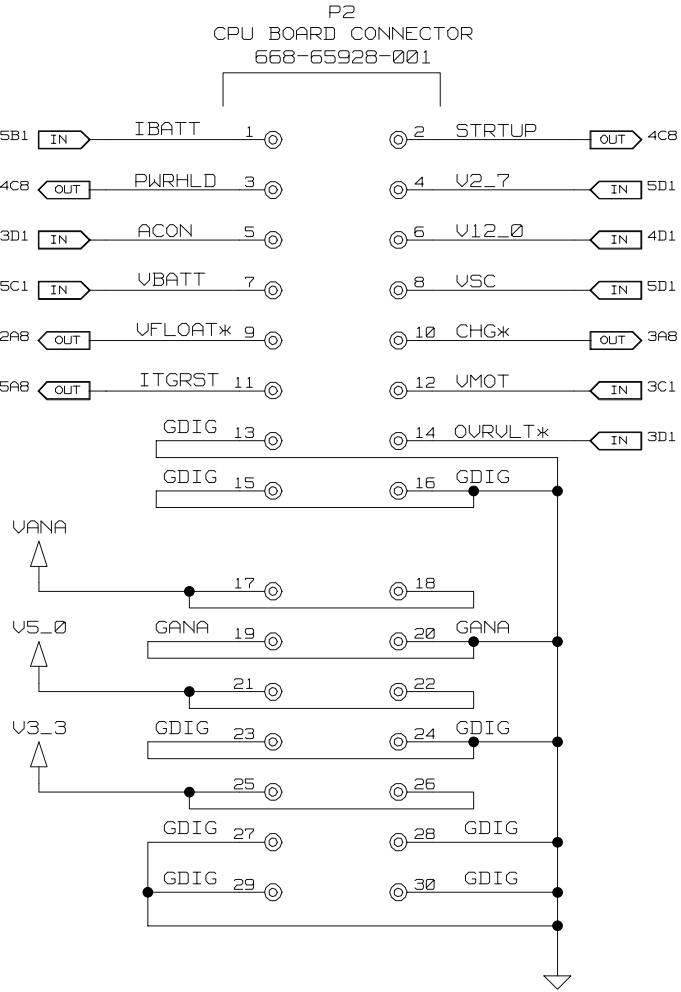 P2
CPU BOARD CONNECTOR
668-65928-001
5B1 IN IBATT 1 2 STRTUP OUT 4C8
4C8 OUT PWRHLD 3 4 V2_7 IN 5D1
3D1 IN ACON 5 6 V12_0 IN 4D1
5C1 IN VBATT 7 8 VSC IN 5D1
2A8 OUT VFLOAT* 9 10 CHG* OUT 3A8
5A8 OUT ITGRST 11 12 VMOT IN 3C1
GDIG 13 14 OVRVLT* IN 3D1
GDIG 15 16 GDIG
VANA
17 18
V5_0 GANA 19 20 GANA
21 22
V3_3 GDIG 23 24 GDIG
25 26
GDIG 27 28 GDIG
GDIG 29 30 GDIG